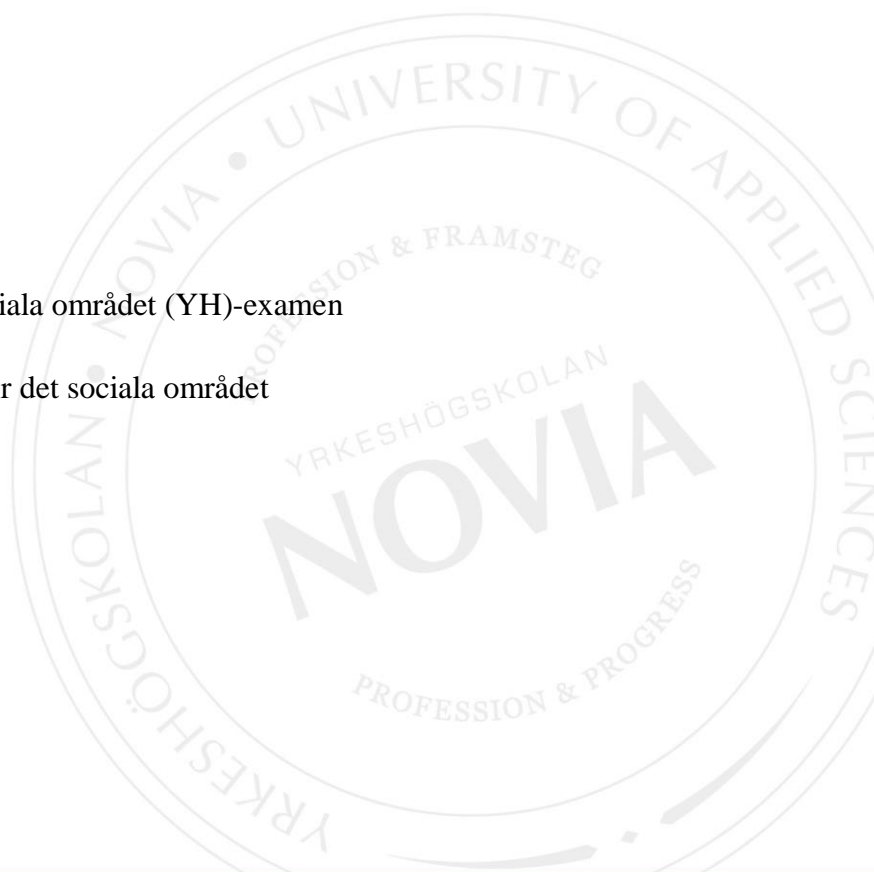 iala området (YH)-examen
r det sociala området
YRKESHÖGSKOLAN • NOVIA • UNIVERSITY OF APPLIED SCIENCES
PROFESSION & FRAMSTEG
YRKESHÖGSKOLAN
NOVIA
PROFESSION & PROGRESS